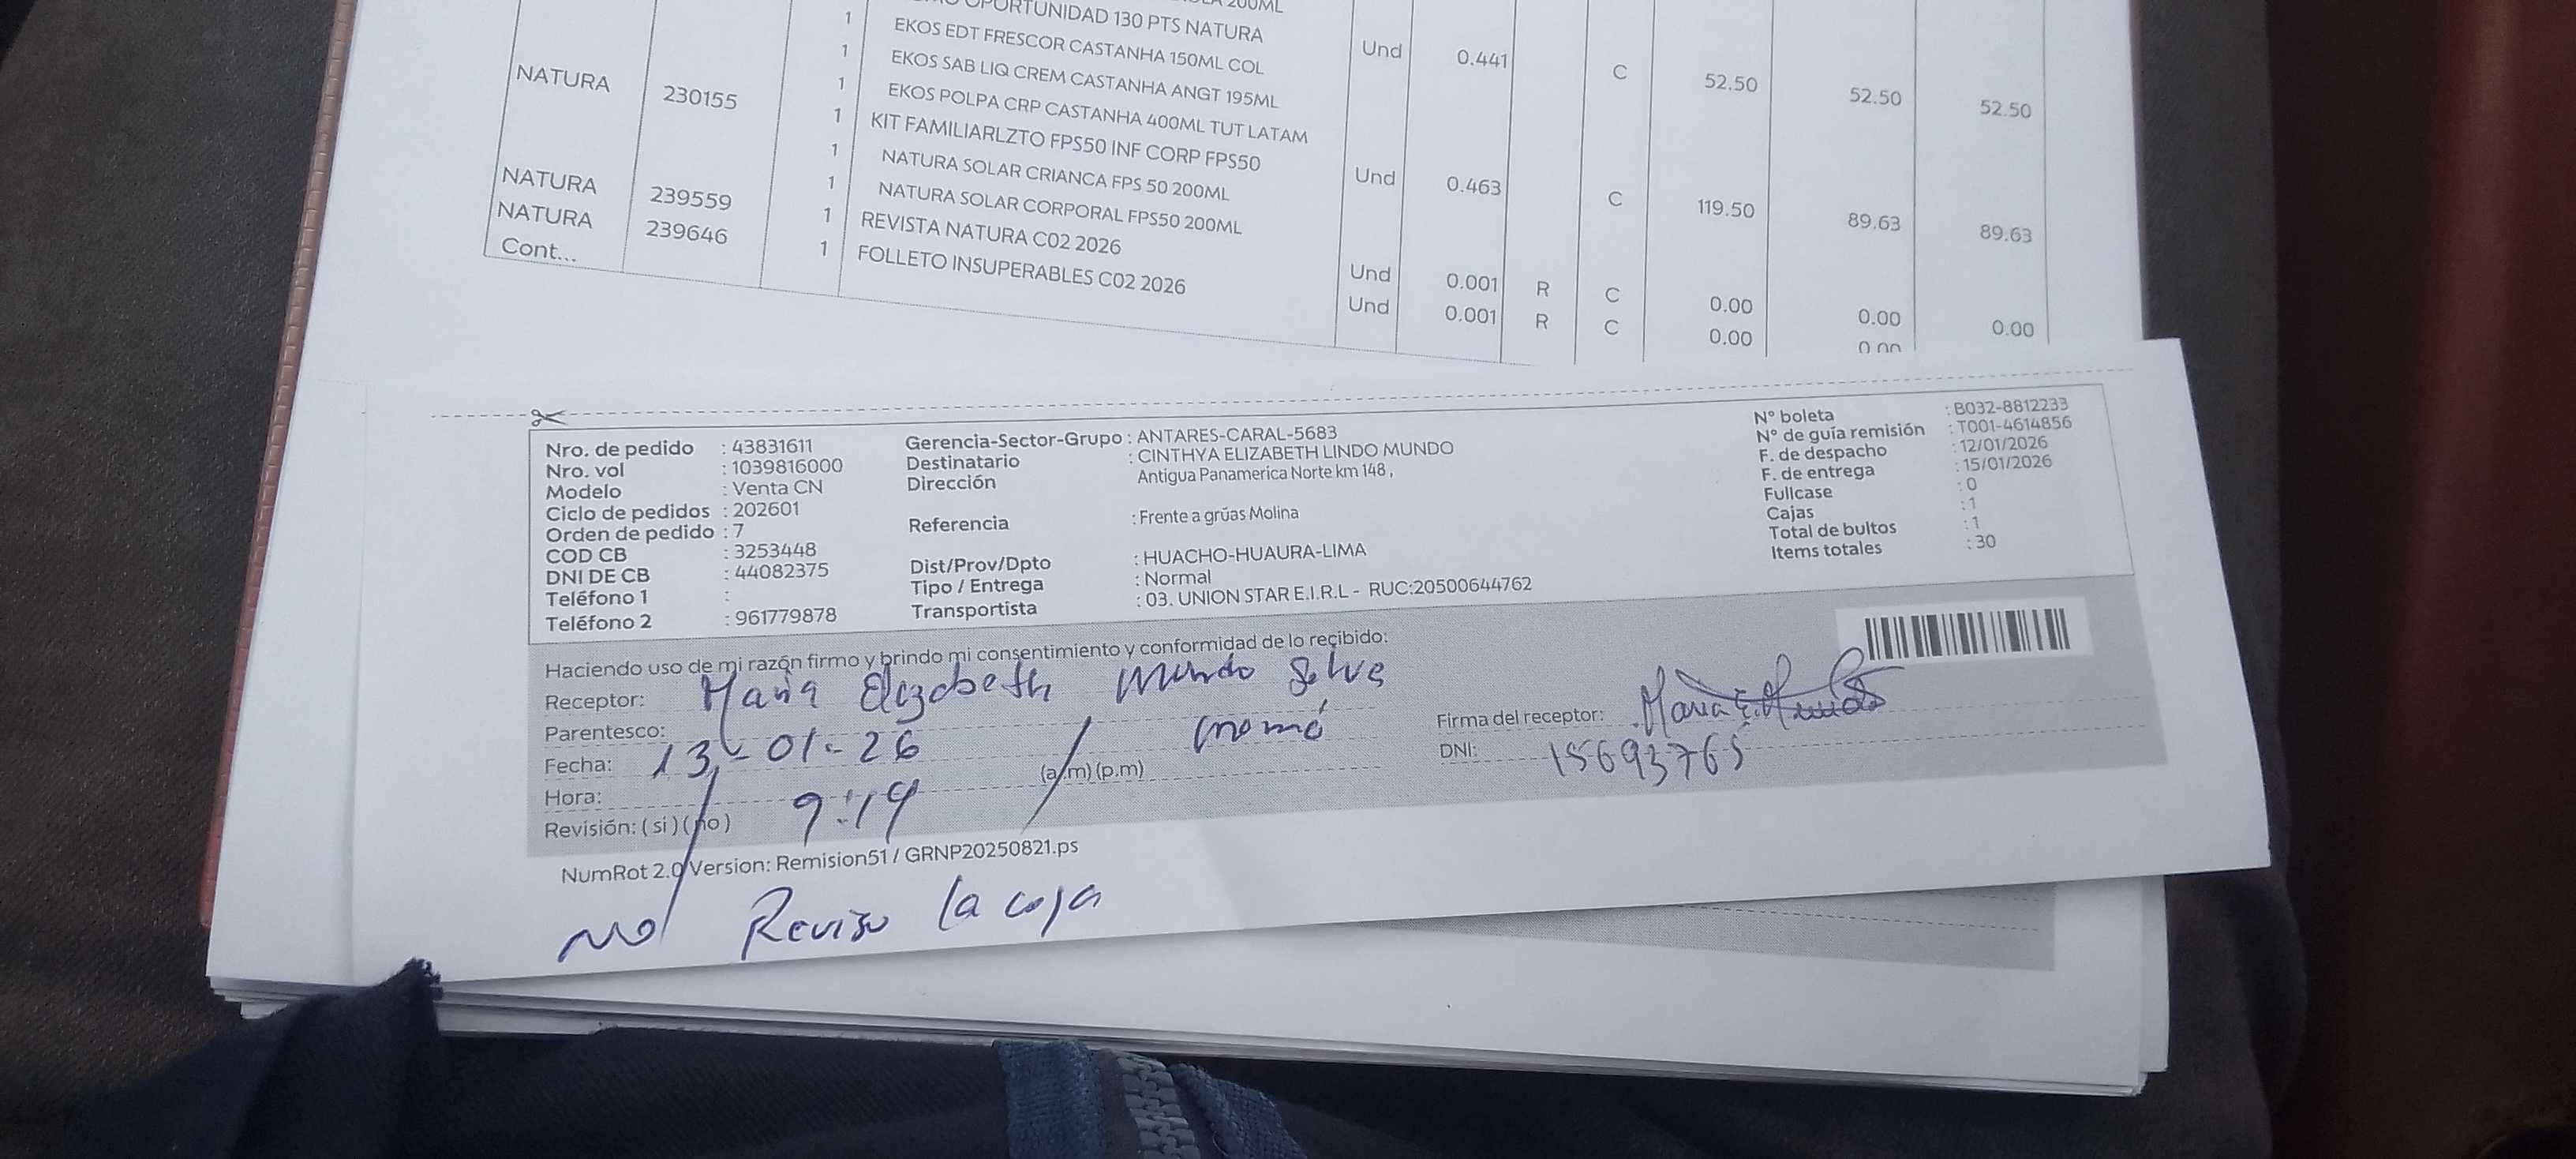 200ML
OPORTUNIDAD 130 PTS NATURA Und 0.441 C 52.50 52.50 52.50
1 EKOS EDT FRESCOR CASTANHA 150ML COL
1 EKOS SAB LIQ CREM CASTANHA ANGT 195ML
1 EKOS POLPA CRP CASTANHA 400ML TUT LATAM
NATURA 230155 1 KIT FAMILIARLZTO FPS50 INF CORP FPS50 Und 0.463 C 119.50 89.63 89.63
1 NATURA SOLAR CRIANCA FPS 50 200ML
1 NATURA SOLAR CORPORAL FPS50 200ML
NATURA 239559 1 REVISTA NATURA C02 2026 Und 0.001 R C 0.00 0.00 0.00
NATURA 239646 1 FOLLETO INSUPERABLES C02 2026 Und 0.001 R C 0.00 0.00
Cont...
Nro. de pedido : 43831611 Gerencia-Sector-Grupo : ANTARES-CARAL-5683 N° boleta : B032-8812233
Nro. vol : 1039816000 Destinatario : CINTHYA ELIZABETH LINDO MUNDO N° de guía remisión : T001-4614856
Modelo : Venta CN Dirección Antigua Panamerica Norte km 148 , F. de despacho : 12/01/2026
Ciclo de pedidos : 202601 F. de entrega : 15/01/2026
Orden de pedido : 7 Referencia : Frente a grúas Molina Fullcase : 0
COD CB : 3253448 Cajas : 1
DNI DE CB : 44082375 Dist/Prov/Dpto : HUACHO-HUAURA-LIMA Total de bultos : 1
Teléfono 1 : Tipo / Entrega : Normal Items totales : 30
Teléfono 2 : 961779878 Transportista : 03. UNION STAR E.I.R.L - RUC:20500644762
Haciendo uso de mi razón firmo y brindo mi consentimiento y conformidad de lo recibido:
Receptor: Maria Elizabeth Mundo Selva
Parentesco: mamá Firma del receptor: Maria E. Mundo
Fecha: 13-01-26 (a.m) (p.m) DNI: 15693765
Hora: 9:19
Revisión: ( si ) ( no )
NumRot 2.0 Version: Remision51 / GRNP20250821.ps
No Reviso la caja